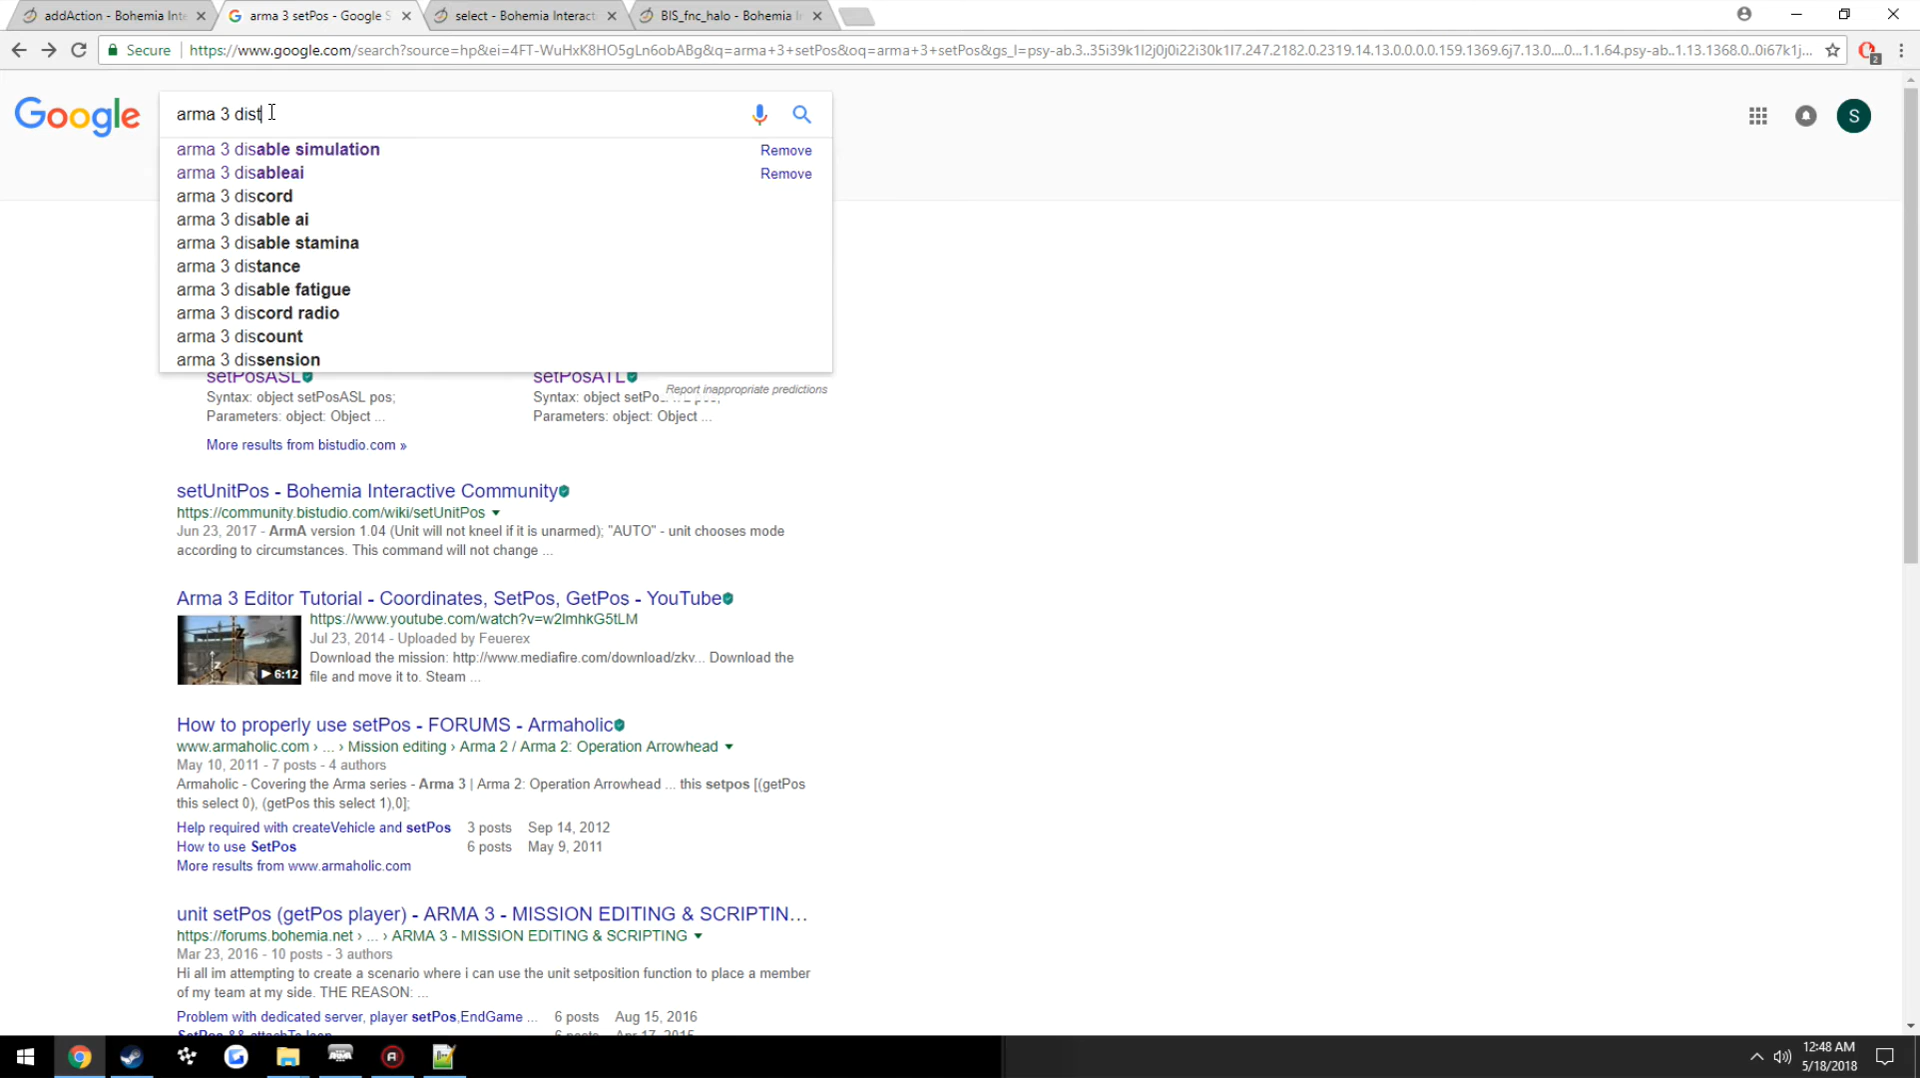 addAction - Bohemia Inte
arma 3 setPos - Google S
select - Bohemia Interacti
BIS_fnc_halo - Bohemia I
Secure
https://www.google.com/search?source=hp&ei=4FT-WuHxK8HO5gLn6obABg&q=arma+3+setPos&oq=arma+3+setPos&gs_l=psy-ab.3..35i39k1l2j0j0i22i30k1l7.247.2182.0.2319.14.13.0.0.0.0.159.1369.6j7.13.0....0...1.1.64.psy-ab..1.13.1368.0..0i67k1j...
2
Google
arma 3 dist
S
arma 3 disable simulation Remove
arma 3 disableai Remove
arma 3 discord
arma 3 disable ai
arma 3 disable stamina
arma 3 distance
arma 3 disable fatigue
arma 3 discord radio
arma 3 discount
arma 3 dissension
Report inappropriate predictions
setPosASL
Syntax: object setPosASL pos;
Parameters: object: Object ...
setPosATL
Parameters: object: Object ...
More results from bistudio.com »
setUnitPos - Bohemia Interactive Community
https://community.bistudio.com/wiki/setUnitPos
Jun 23, 2017 - ArmA version 1.04 (Unit will not kneel if it is unarmed); "AUTO" - unit chooses mode
according to circumstances. This command will not change ...
Arma 3 Editor Tutorial - Coordinates, SetPos, GetPos - YouTube
https://www.youtube.com/watch?v=w2lmhkG5tLM
Jul 23, 2014 - Uploaded by Feuerex
Download the mission: http://www.mediafire.com/download/zkv... Download the
file and move it to. Steam ...
6:12
How to properly use setPos - FORUMS - Armaholic
www.armaholic.com › ... › Mission editing › Arma 2 / Arma 2: Operation Arrowhead
May 10, 2011 - 7 posts - 4 authors
Armaholic - Covering the Arma series - Arma 3 | Arma 2: Operation Arrowhead ... this setpos [(getPos
this select 0), (getPos this select 1),0];
Help required with createVehicle and setPos 3 posts Sep 14, 2012
How to use SetPos 6 posts May 9, 2011
More results from www.armaholic.com
unit setPos (getPos player) - ARMA 3 - MISSION EDITING & SCRIPTIN...
https://forums.bohemia.net › ... › ARMA 3 - MISSION EDITING & SCRIPTING
Mar 23, 2016 - 10 posts - 3 authors
Hi all im attempting to create a scenario where i can use the unit setposition function to place a member
of my team at my side. THE REASON: ...
Problem with dedicated server, player setPos,EndGame ... 6 posts Aug 15, 2016
SetPos && attachTo loop 6 posts Apr 17, 2015
12:48 AM
5/18/2018